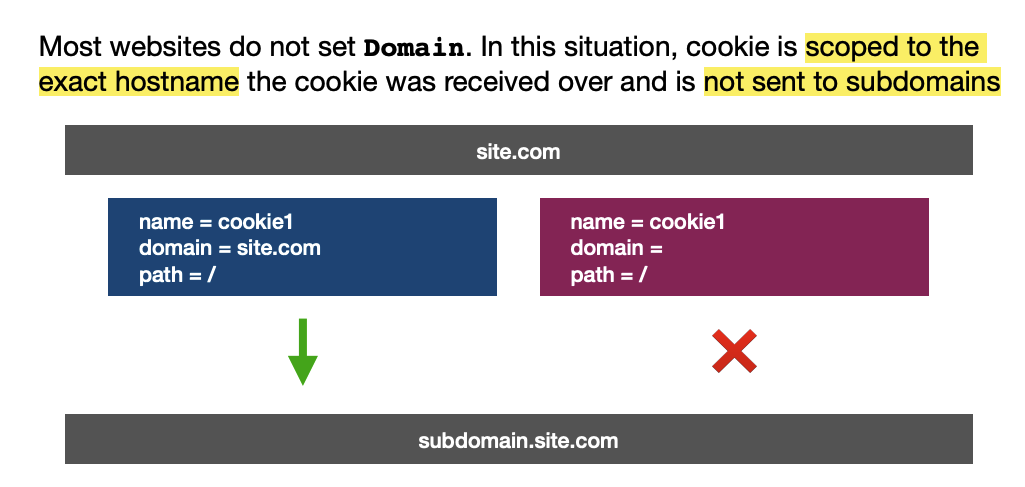 Most websites do not set Domain. In this situation, cookie is scoped to the
exact hostname the cookie was received over and is not sent to subdomains
site.com
name = cookie1
domain = site.com
path = /
name = cookie1
domain =
path = /
subdomain.site.com